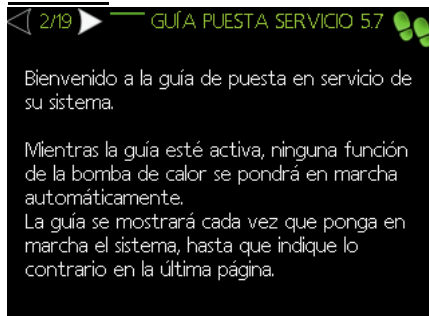 2/19 GUÍA PUESTA SERVICIO 5.7
Bienvenido a la guía de puesta en servicio de
su sistema.
Mientras la guía esté activa, ninguna función
de la bomba de calor se pondrá en marcha
automáticamente.
La guía se mostrará cada vez que ponga en
marcha el sistema, hasta que indique lo
contrario en la última página.